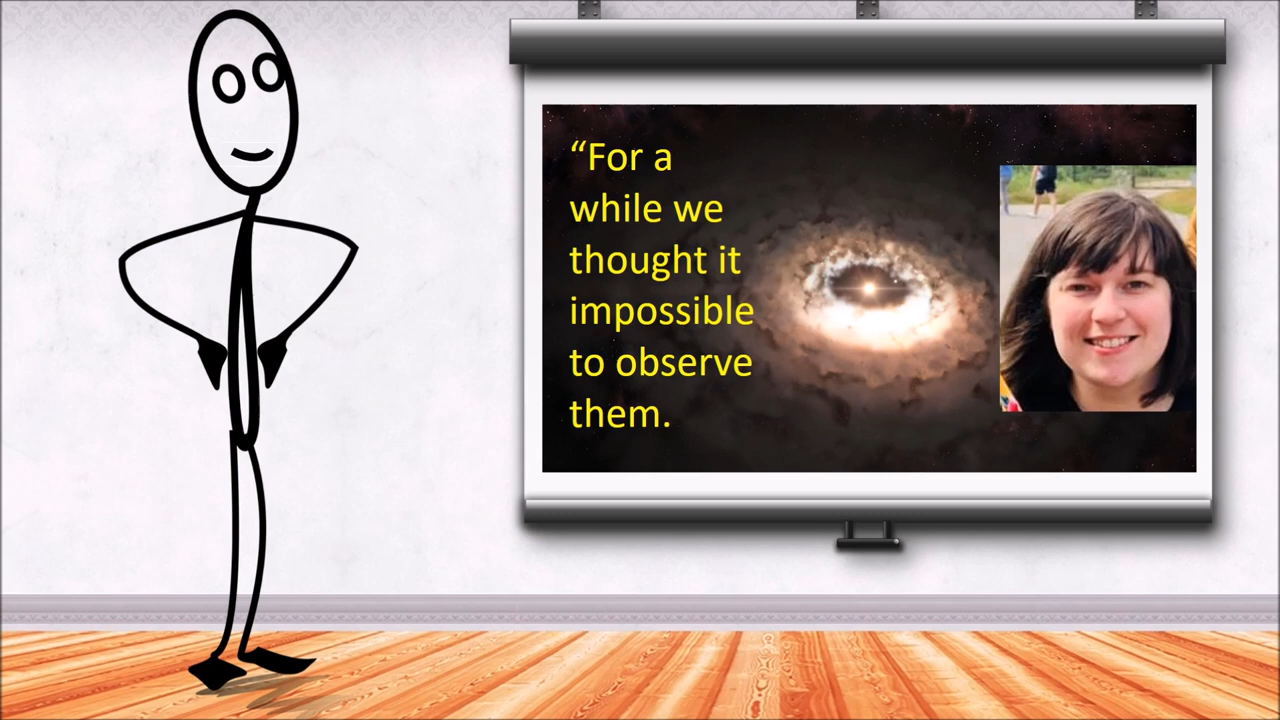 “For a
while we
thought it
impossible
to observe
them.